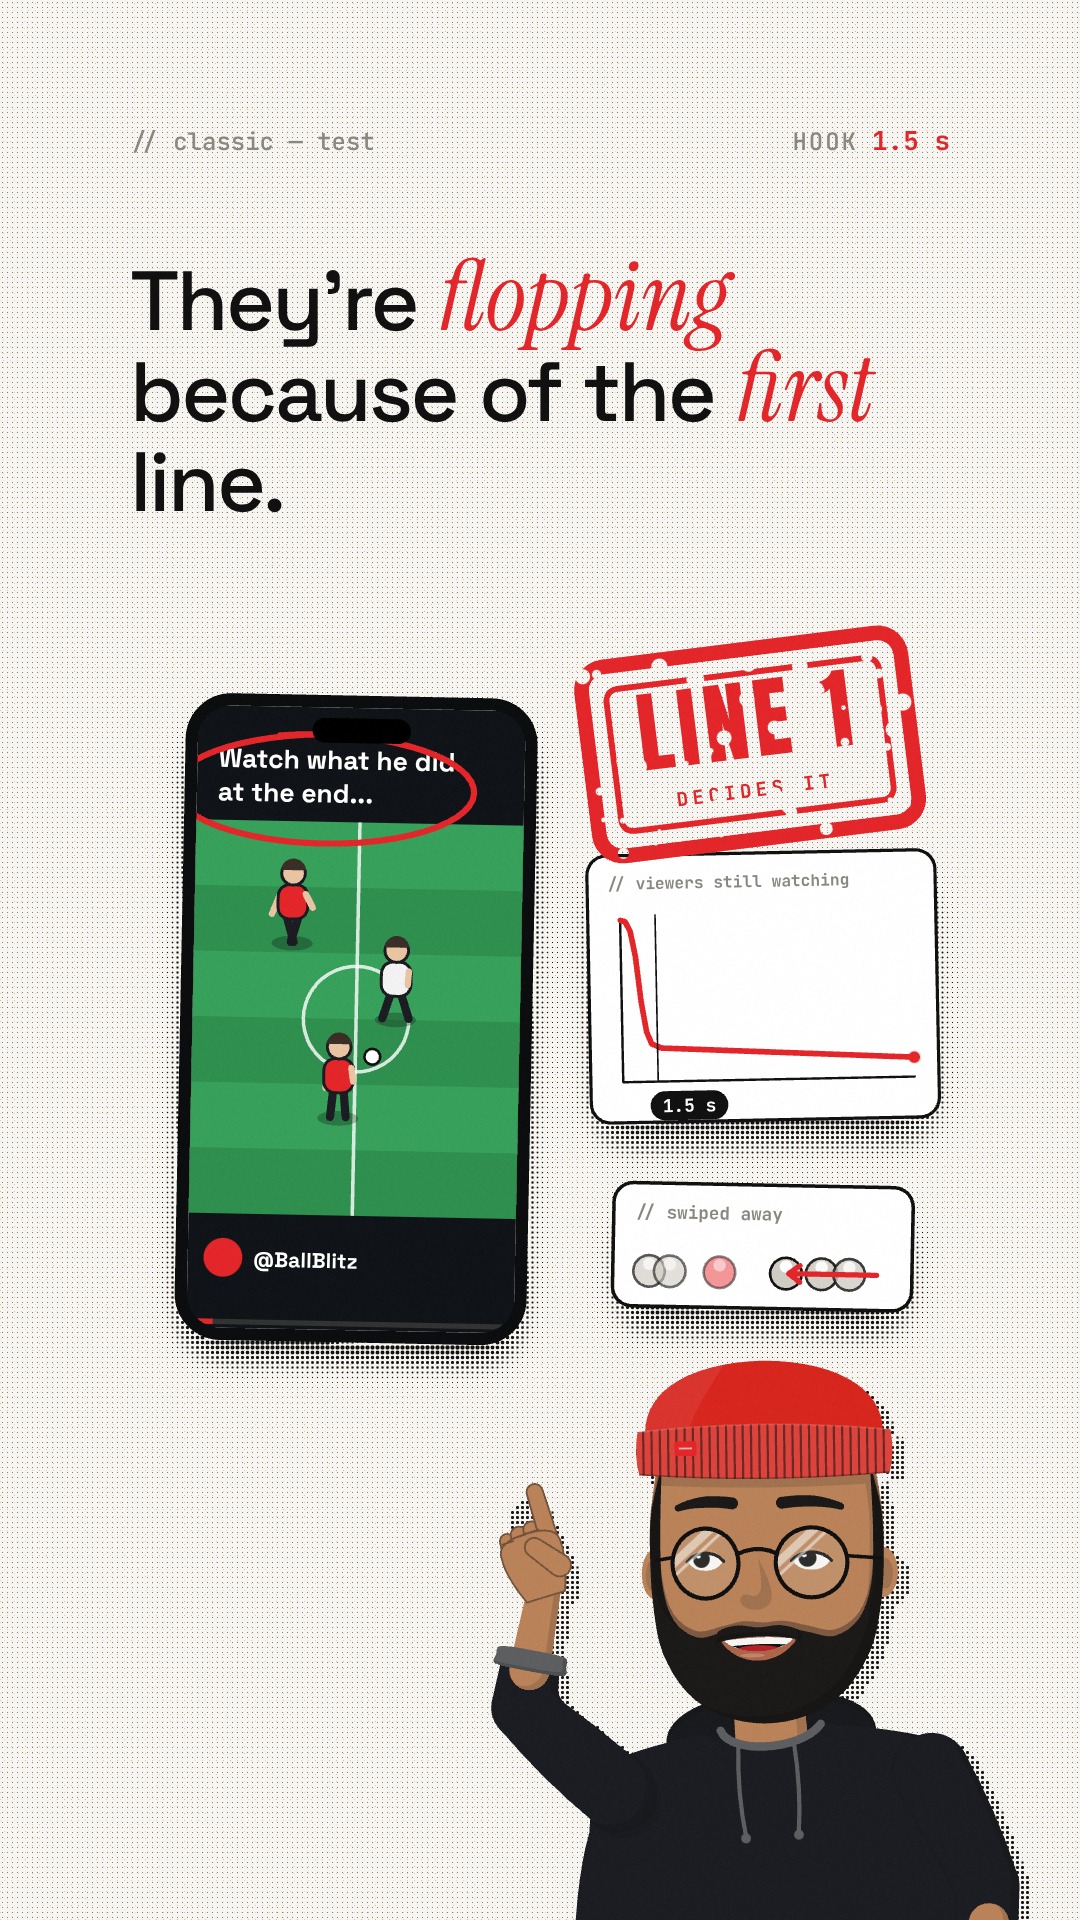 // classic — test
HOOK 1.5 s
They’re flopping
because of the first
line.
LINE 1
DECIDES IT
Watch what he did
at the end...
// viewers still watching
1.5 s
// swiped away
@BallBlitz